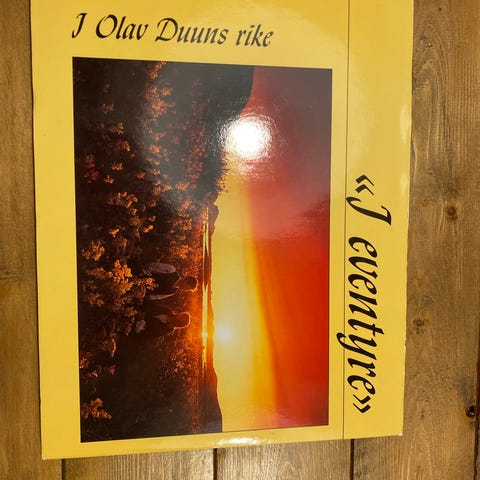 I Olav Duuns rike
«I eventyre»